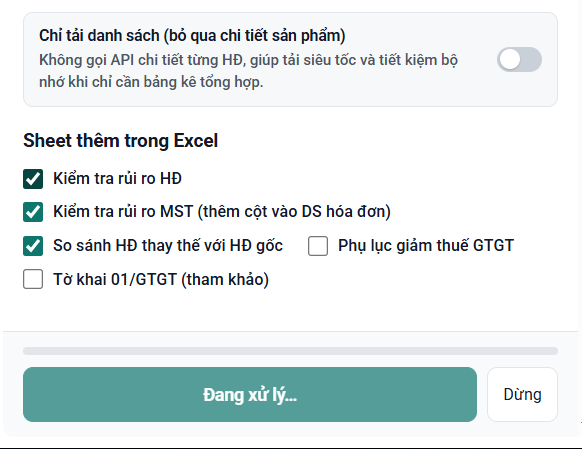 Chỉ tải danh sách (bỏ qua chi tiết sản phẩm)
Không gọi API chi tiết từng HĐ, giúp tải siêu tốc và tiết kiệm bộ
nhớ khi chỉ cần bảng kê tổng hợp.
Sheet thêm trong Excel
Kiểm tra rủi ro HĐ
Kiểm tra rủi ro MST (thêm cột vào DS hóa đơn)
So sánh HĐ thay thế với HĐ gốc
Phụ lục giảm thuế GTGT
Tờ khai 01/GTGT (tham khảo)
Đang xử lý...
Dừng